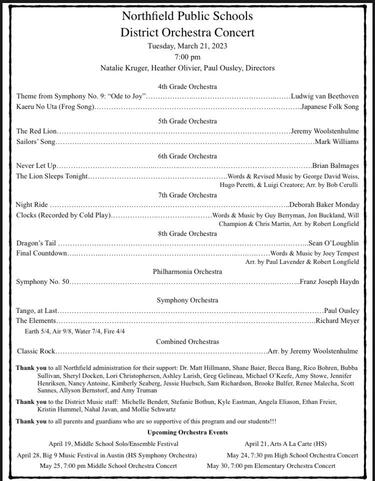 Northfield Public Schools
District Orchestra Concert
Tuesday, March 21, 2023
7:00 pm
Natalie Kruger, Heather Olivier, Paul Ousley, Directors
4th Grade Orchestra
Theme from Symphony No. 9: “Ode to Joy”……………………Ludwig van Beethoven
Kaeru No Uta (Frog Song)……………………Japanese Folk Song
5th Grade Orchestra
The Red Lion……………………Jeremy Woolstenhulme
Sailors’ Song……………………Mark Williams
6th Grade Orchestra
Never Let Up……………………Brian Balmages
The Lion Sleeps Tonight……………………Words & Revised Music by George David Weiss,
Hugo Peretti, & Luigi Creatore; Arr. by Bob Cerulli
7th Grade Orchestra
Night Ride……………………Deborah Baker Monday
Clocks (Recorded by Cold Play)……………………Words & Music by Guy Berryman, Jon Buckland, Will
Champion & Chris Martin, Arr. by Robert Longfield
8th Grade Orchestra
Dragon’s Tail……………………Sean O’Loughlin
Final Countdown……………………Words & Music by Joey Tempest
Arr. by Paul Lavender & Robert Longfield
Philharmonia Orchestra
Symphony No. 50……………………Franz Joseph Haydn
Symphony Orchestra
Tango, at Last……………………Paul Ousley
The Elements……………………Richard Meyer
Earth 5/4, Air 9/8, Water 7/4, Fire 4/4
Combined Orchestras
Classic Rock……………………Arr. by Jeremy Woolstenhulme
Thank you to all Northfield administration for their support: Dr. Matt Hillmann, Shane Baier, Becca Bang, Rico Bohren, Bubba
Sullivan, Sheryl Docken, Lori Christophersen, Ashley Larish, Greg Gelineau, Michael O’Keefe, Amy Stowe, Jennifer
Henriksen, Nancy Antoine, Kimberly Seaberg, Jessie Huebsch, Sam Richardson, Brooke Bulfer, Renee Malecha, Scott
Sannes, Allyson Bernstorf, and Amy Truman
Thank you to the District Music staff: Michelle Bendett, Stefanie Bothun, Kyle Eastman, Angela Eliason, Ethan Freier,
Kristin Hummel, Nahal Javan, and Mollie Schwartz
Thank you to all parents and guardians who are so supportive of this program and our students!!!
Upcoming Orchestra Events
April 19, Middle School Solo/Ensemble Festival April 21, Arts A La Carte (HS)
April 28, Big 9 Music Festival in Austin (HS Symphony Orchestra) May 24, 7:30 pm High School Orchestra Concert
May 25, 7:00 pm Middle School Orchestra Concert May 30, 7:00 pm Elementary Orchestra Concert